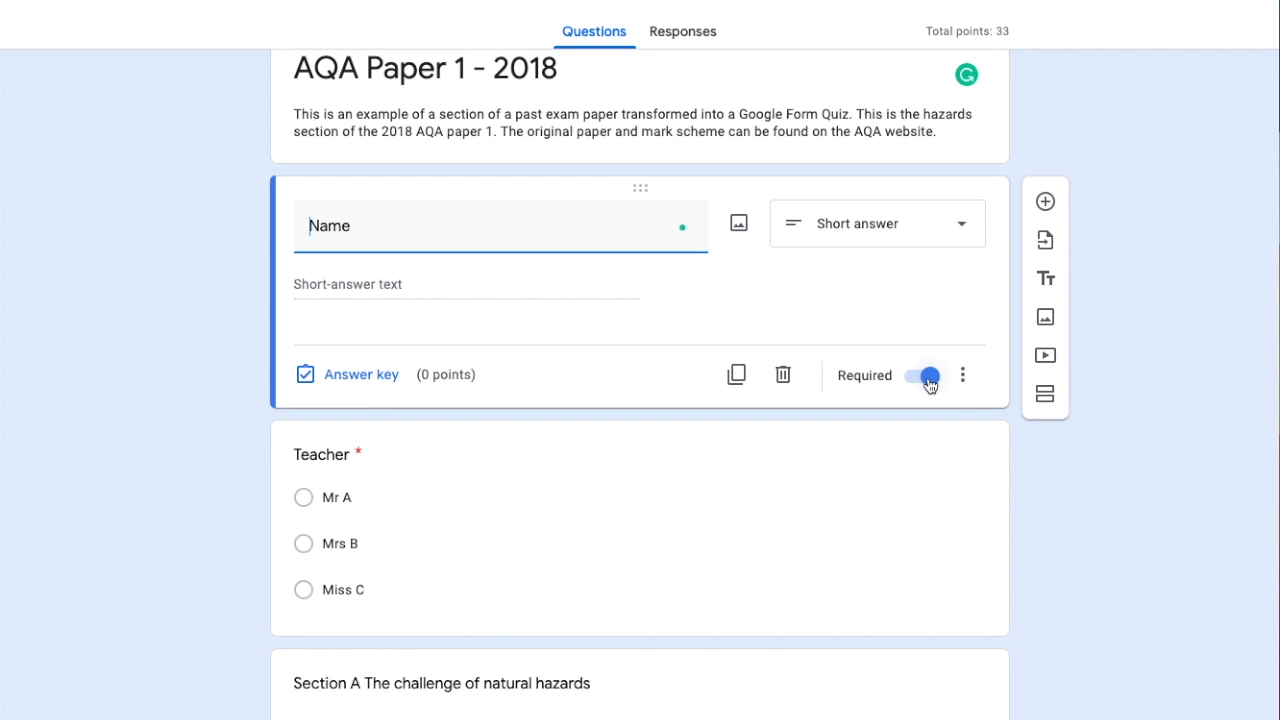 Questions
Responses
Total points: 33
AQA Paper 1 - 2018
This is an example of a section of a past exam paper transformed into a Google Form Quiz. This is the hazards
section of the 2018 AQA paper 1. The original paper and mark scheme can be found on the AQA website.
Name
Short answer
Short-answer text
Answer key
(0 points)
Required
Teacher *
Mr A
Mrs B
Miss C
Section A The challenge of natural hazards